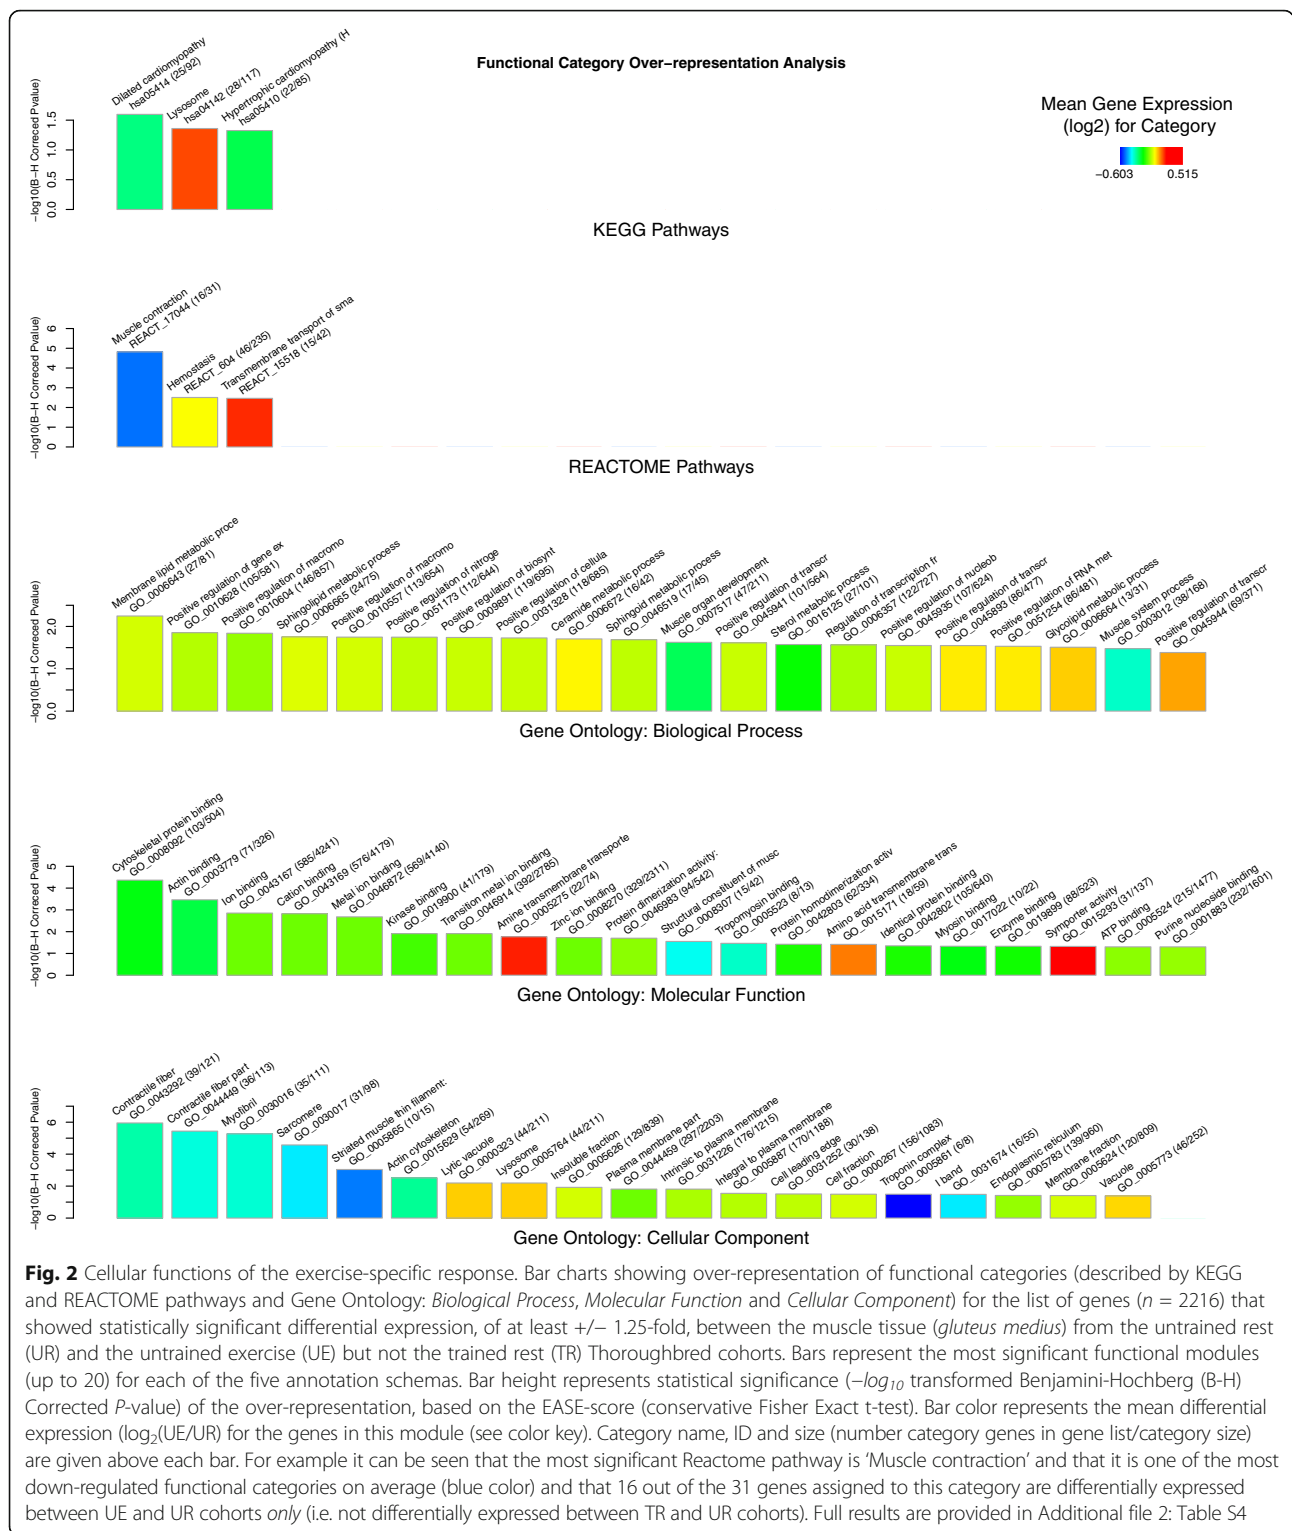 Functional Category Over−representation Analysis
Mean Gene Expression
(log2) for Category
−0.603 0.515
−log10(B−H Correced Pvalue)
0.0 0.5 1.0 1.5
Dilated cardiomyopathy
hsa05414 (25/92)
Lysosome
hsa04142 (28/117)
Hypertrophic cardiomyopathy (H
hsa05410 (22/85)
KEGG Pathways
−log10(B−H Correced Pvalue)
0 1 2 3 4 5 6
Muscle contraction
REACT_17044 (16/31)
Hemostasis
REACT_604 (46/235)
Transmembrane transport of sma
REACT_15518 (15/42)
REACTOME Pathways
−log10(B−H Correced Pvalue)
0.0 1.0 2.0
Membrane lipid metabolic proce
GO_0006643 (27/81)
Positive regulation of gene ex
GO_0010628 (105/581)
Positive regulation of macromo
GO_0010604 (146/857)
Sphingolipid metabolic process
GO_0006665 (24/75)
Positive regulation of macromo
GO_0010557 (113/654)
Positive regulation of nitroge
GO_0051173 (112/644)
Positive regulation of biosynt
GO_0009891 (119/695)
Positive regulation of cellula
GO_0031328 (118/685)
Ceramide metabolic process
GO_0006672 (16/42)
Sphingoid metabolic process
GO_0046519 (17/45)
Muscle organ development
GO_0007517 (47/211)
Positive regulation of transcr
GO_0045941 (101/564)
Sterol metabolic process
GO_0016125 (27/101)
Regulation of transcription fr
GO_0006357 (122/727)
Positive regulation of nucleob
GO_0045935 (107/624)
Positive regulation of transcr
GO_0045893 (86/477)
Positive regulation of RNA met
GO_0051254 (86/481)
Glycolipid metabolic process
GO_0006664 (13/31)
Muscle system process
GO_0003012 (38/168)
Positive regulation of transcr
GO_0045944 (69/371)
Gene Ontology: Biological Process
−log10(B−H Correced Pvalue)
0 1 2 3 4 5
Cytoskeletal protein binding
GO_0008092 (103/504)
Actin binding
GO_0003779 (71/326)
Ion binding
GO_0043167 (585/4241)
Cation binding
GO_0043169 (576/4179)
Metal ion binding
GO_0046872 (569/4140)
Kinase binding
GO_0019900 (41/179)
Transition metal ion binding
GO_0046914 (392/2785)
Amine transmembrane transporte
GO_0005275 (22/74)
Zinc ion binding
GO_0008270 (329/2311)
Protein dimerization activity:
GO_0046983 (94/542)
Structural constituent of musc
GO_0008307 (15/42)
Tropomyosin binding
GO_0005523 (8/13)
Protein homodimerization activ
GO_0042803 (62/334)
Amino acid transmembrane trans
GO_0015171 (18/59)
Identical protein binding
GO_0042802 (105/640)
Myosin binding
GO_0017022 (10/22)
Enzyme binding
GO_0019899 (88/523)
Symporter activity
GO_0015293 (31/137)
ATP binding
GO_0005524 (215/1477)
Purine nucleoside binding
GO_0001883 (232/1601)
Gene Ontology: Molecular Function
−log10(B−H Correced Pvalue)
0 2 4 6
Contractile fiber
GO_0043292 (39/121)
Contractile fiber part
GO_0044449 (36/113)
Myofibril
GO_0030016 (35/111)
Sarcomere
GO_0030017 (31/98)
Striated muscle thin filament:
GO_0005865 (10/15)
Actin cytoskeleton
GO_0015629 (54/269)
Lytic vacuole
GO_0000323 (44/211)
Lysosome
GO_0005764 (44/211)
Insoluble fraction
GO_0005626 (129/839)
Plasma membrane part
GO_0044459 (297/2203)
Intrinsic to plasma membrane
GO_0031226 (176/1215)
Integral to plasma membrane
GO_0005887 (170/1188)
Cell leading edge
GO_0031252 (30/138)
Cell fraction
GO_0000267 (156/1083)
Troponin complex
GO_0005861 (6/8)
I band
GO_0031674 (16/55)
Endoplasmic reticulum
GO_0005783 (139/960)
Membrane fraction
GO_0005624 (120/809)
Vacuole
GO_0005773 (46/252)
Gene Ontology: Cellular Component
Fig. 2 Cellular functions of the exercise-specific response. Bar charts showing over-representation of functional categories (described by KEGG
and REACTOME pathways and Gene Ontology: Biological Process, Molecular Function and Cellular Component) for the list of genes (n = 2216) that
showed statistically significant differential expression, of at least +/− 1.25-fold, between the muscle tissue (gluteus medius) from the untrained rest
(UR) and the untrained exercise (UE) but not the trained rest (TR) Thoroughbred cohorts. Bars represent the most significant functional modules
(up to 20) for each of the five annotation schemas. Bar height represents statistical significance (−log10 transformed Benjamini-Hochberg (B-H)
Corrected P-value) of the over-representation, based on the EASE-score (conservative Fisher Exact t-test). Bar color represents the mean differential
expression (log2(UE/UR) for the genes in this module (see color key). Category name, ID and size (number category genes in gene list/category size)
are given above each bar. For example it can be seen that the most significant Reactome pathway is ‘Muscle contraction’ and that it is one of the most
down-regulated functional categories on average (blue color) and that 16 out of the 31 genes assigned to this category are differentially expressed
between UE and UR cohorts only (i.e. not differentially expressed between TR and UR cohorts). Full results are provided in Additional file 2: Table S4